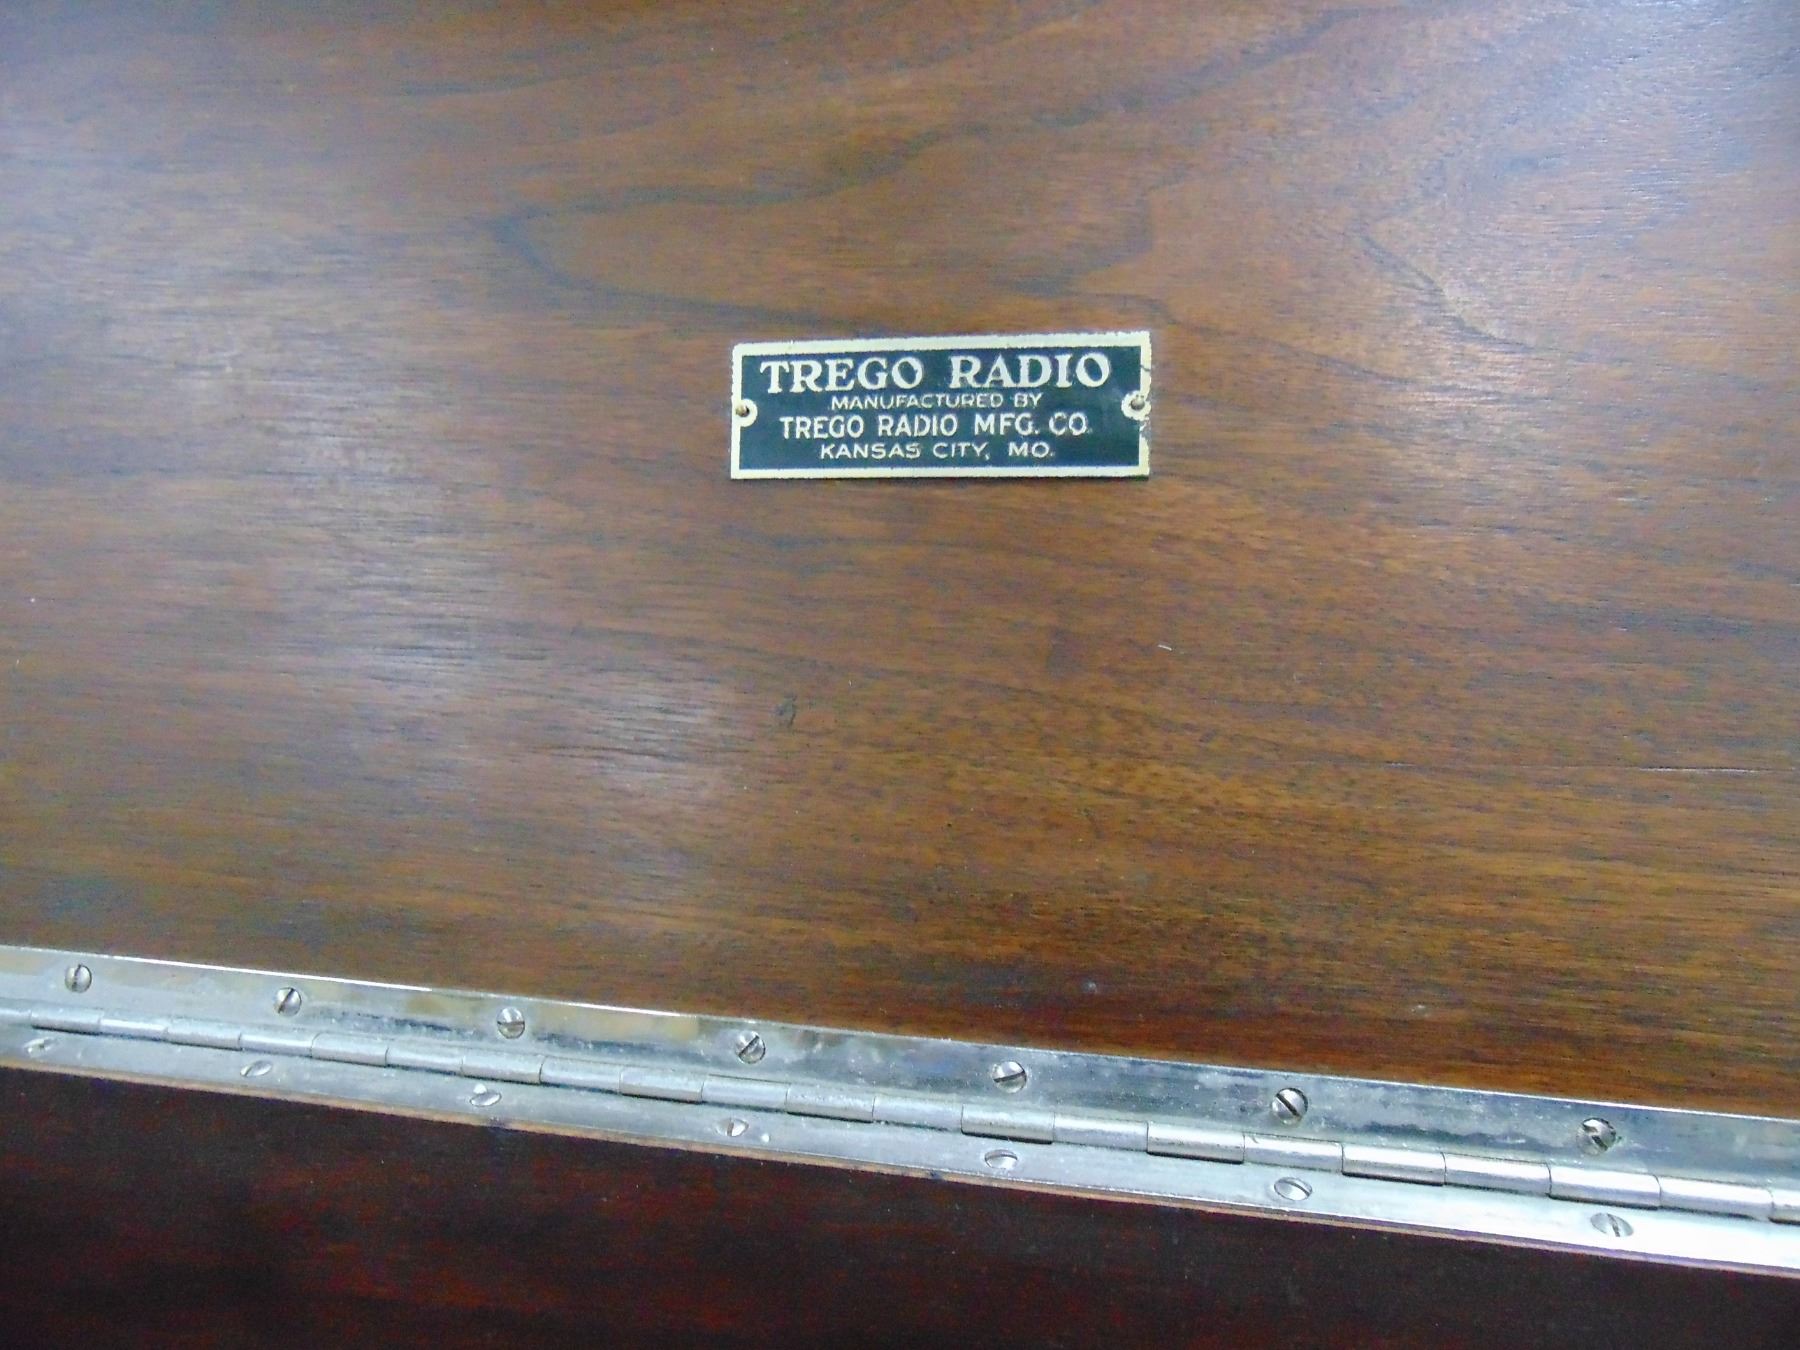 TREGO RADIO
MANUFACTURED BY
TREGO RADIO MFG. CO.
KANSAS CITY, MO.